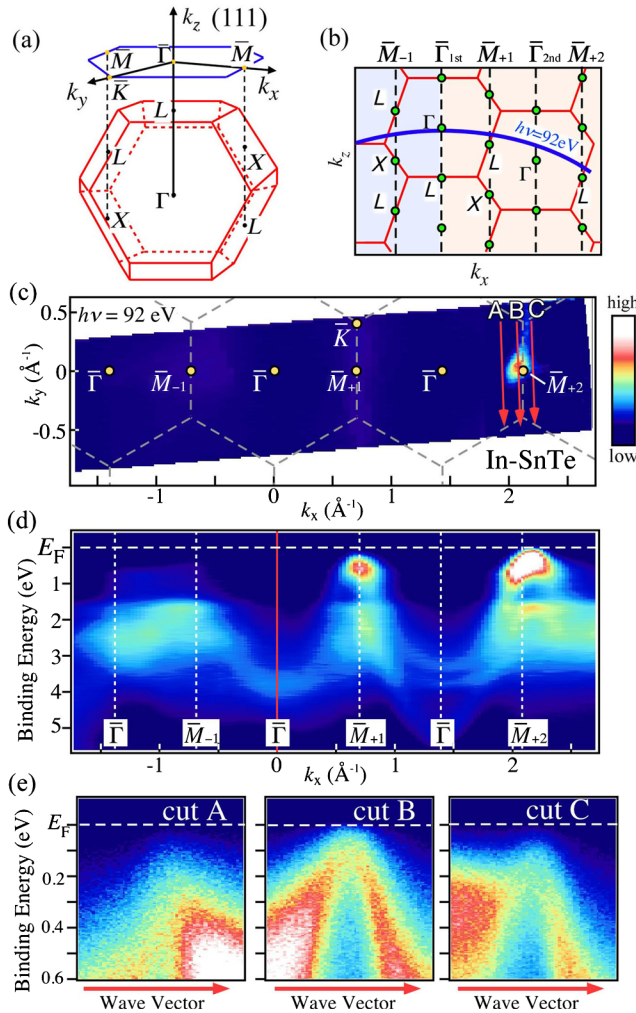 (a)
k_z (111)
M̄
Γ̄
M̄
k_y
K̄
k_x
L
L
X
Γ
X
L
(b)
M̄₋₁ Γ̄1st M̄₊₁ Γ̄2nd M̄₊₂
L
Γ
L
hν=92eV
X
L
Γ
L
L
X
k_z
k_x
(c)
hν = 92 eV
K̄
A B C
Γ̄ M̄₋₁ Γ̄ M̄₊₁ Γ̄ M̄₊₂
In-SnTe
0.5
0
-0.5
k_y (Å⁻¹)
-1 0 1 2
k_x (Å⁻¹)
high
low
(d)
E_F
1
2
3
4
5
Binding Energy (eV)
Γ̄ M̄₋₁ Γ̄ M̄₊₁ Γ̄ M̄₊₂
-1 0 1 2
k_x (Å⁻¹)
(e)
cut A cut B cut C
E_F
0.2
0.4
0.6
Binding Energy (eV)
Wave Vector Wave Vector Wave Vector